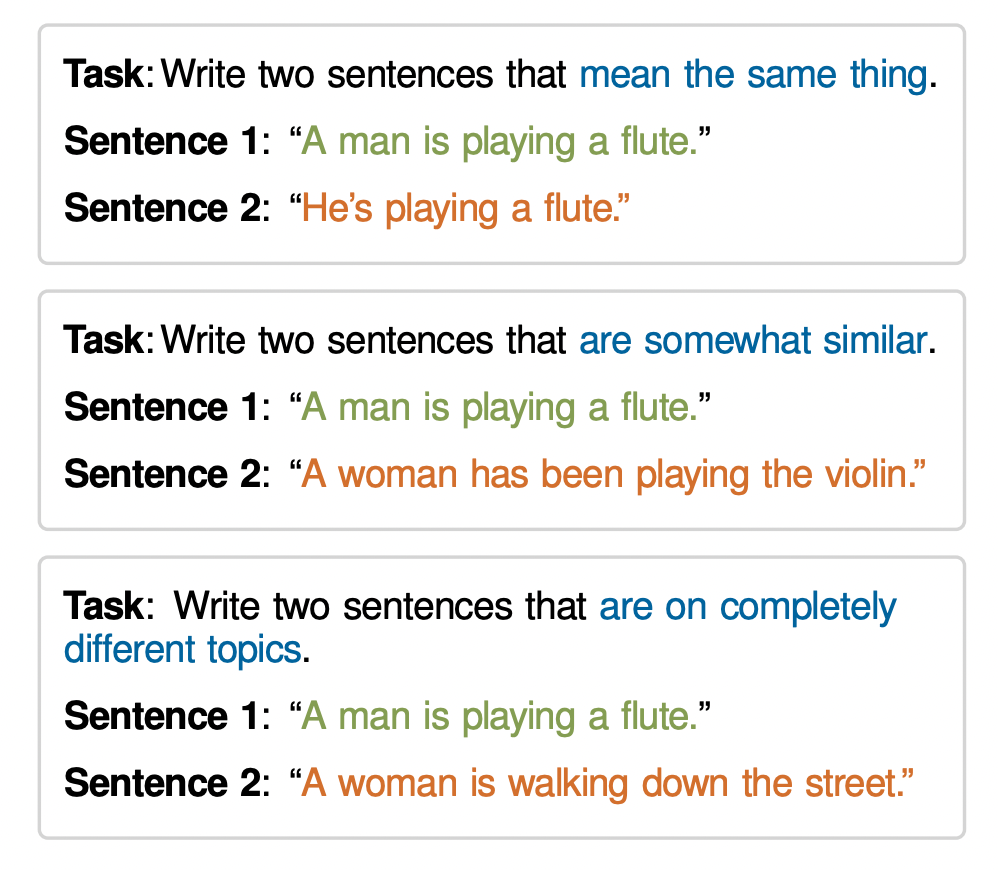 Task: Write two sentences that mean the same thing.
Sentence 1: “A man is playing a flute.”
Sentence 2: “He’s playing a flute.”
Task: Write two sentences that are somewhat similar.
Sentence 1: “A man is playing a flute.”
Sentence 2: “A woman has been playing the violin.”
Task: Write two sentences that are on completely
different topics.
Sentence 1: “A man is playing a flute.”
Sentence 2: “A woman is walking down the street.”